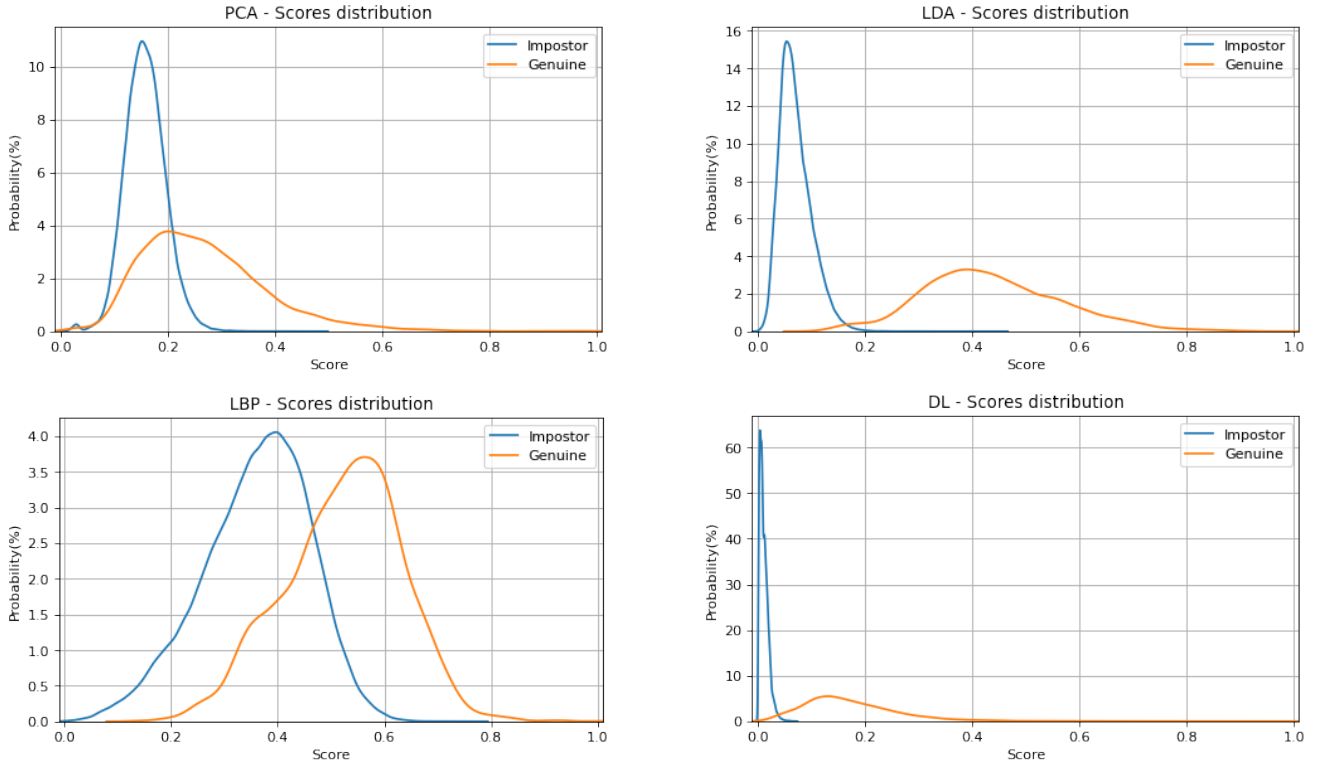 PCA - Scores distribution
Impostor
Genuine
10
8
6
4
2
0
Probability(%)
0.0 0.2 0.4 0.6 0.8 1.0
Score
LDA - Scores distribution
Impostor
Genuine
16
14
12
10
8
6
4
2
0
Probability(%)
0.0 0.2 0.4 0.6 0.8 1.0
Score
LBP - Scores distribution
Impostor
Genuine
4.0
3.5
3.0
2.5
2.0
1.5
1.0
0.5
0.0
Probability(%)
0.0 0.2 0.4 0.6 0.8 1.0
Score
DL - Scores distribution
Impostor
Genuine
60
50
40
30
20
10
0
Probability(%)
0.0 0.2 0.4 0.6 0.8 1.0
Score